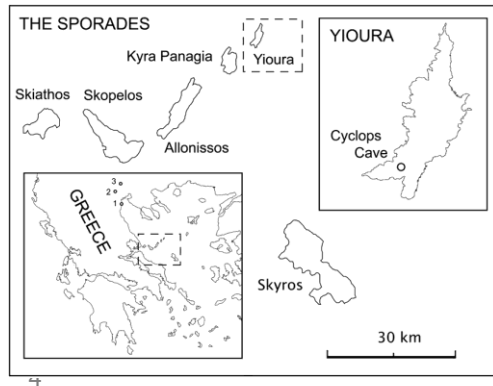 THE SPORADES
Kyra Panagia
Yioura
Skiathos
Skopelos
Allonissos
YIOURA
Cyclops
Cave
GREECE
3
2
1
Skyros
30 km